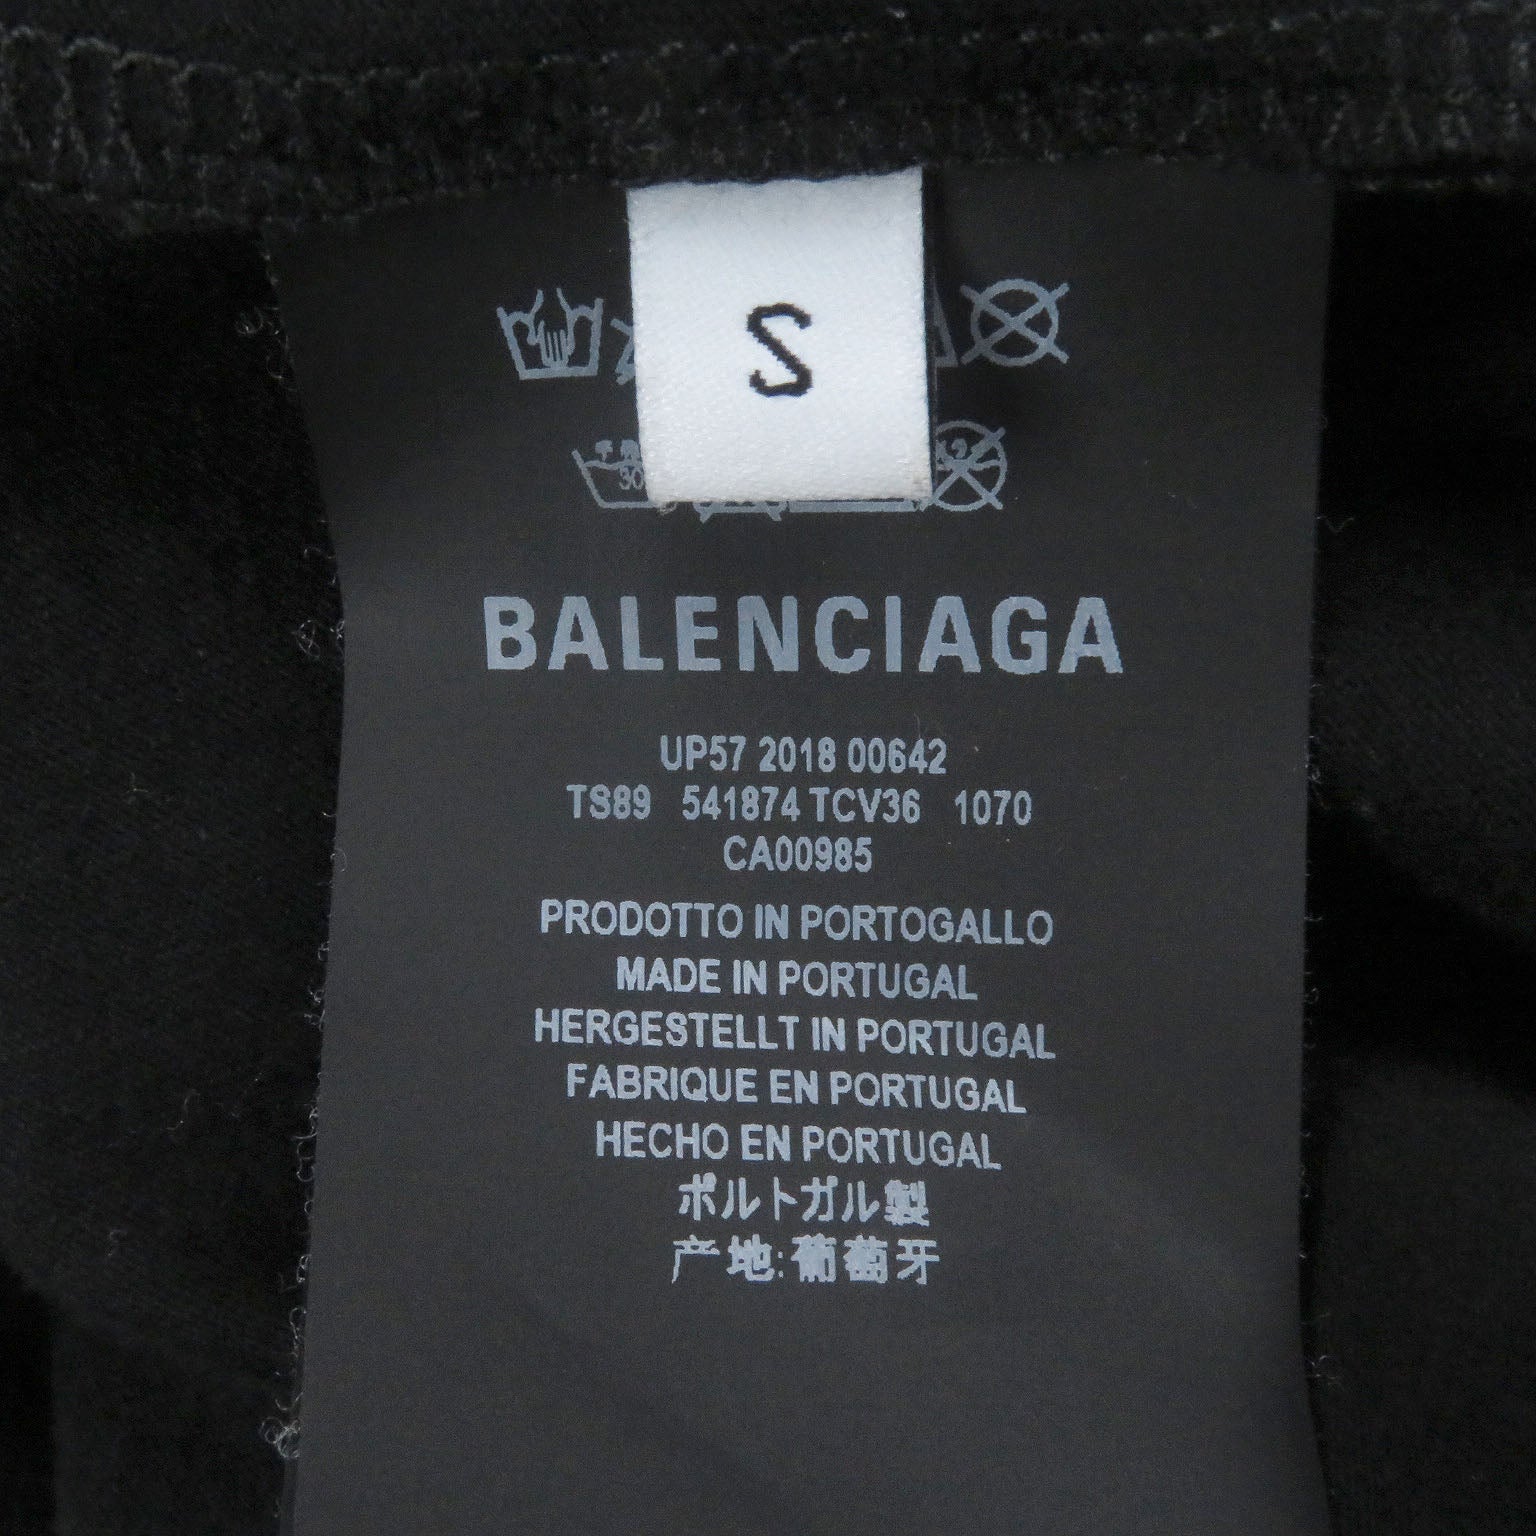 S
30
BALENCIAGA
UP57 2018 00642
TS89 541874 TCV36 1070
CA00985
PRODOTTO IN PORTOGALLO
MADE IN PORTUGAL
HERGESTELLT IN PORTUGAL
FABRIQUE EN PORTUGAL
HECHO EN PORTUGAL
ポルトガル製
产地:葡萄牙